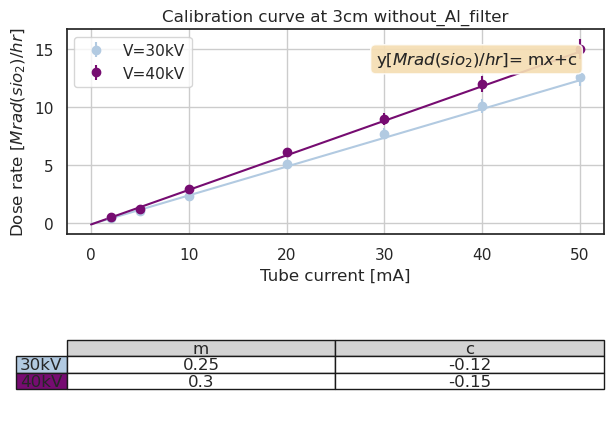 Calibration curve at 3cm without_Al_filter
V=30kV
V=40kV
y[Mrad(sio₂)/hr]= mx+c
Dose rate [Mrad(sio₂)/hr]
15
10
5
0
0 10 20 30 40 50
Tube current [mA]
m c
30kV 0.25 -0.12
40kV 0.3 -0.15